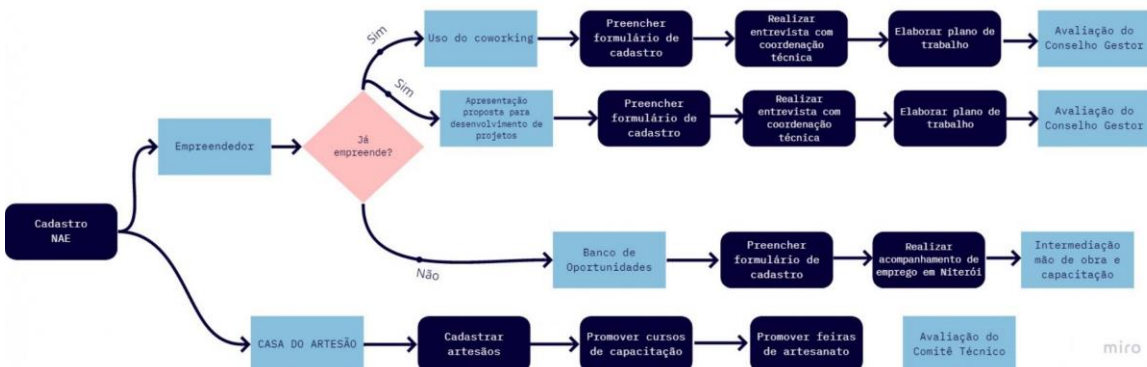 Sim
Uso do coworking
Preencher
formulário de
cadastro
Realizar
entrevista com
coordenação
técnica
Elaborar plano de
trabalho
Avaliação do
Conselho Gestor
Sim
Apresentação
proposta para
desenvolvimento de
projetos
Preencher
formulário de
cadastro
Realizar
entrevista com
coordenação
técnica
Elaborar plano de
trabalho
Avaliação do
Conselho Gestor
Empreendedor
Já
empreende?
Cadastro
NAE
Não
Banco de
Oportunidades
Preencher
formulário de
cadastro
Realizar
acompanhamento de
emprego em Niterói
Intermediação
mão de obra e
capacitação
CASA DO ARTESÃO
Cadastrar
artesãos
Promover cursos
de capacitação
Promover feiras
de artesanato
Avaliação do
Comitê Técnico
miro